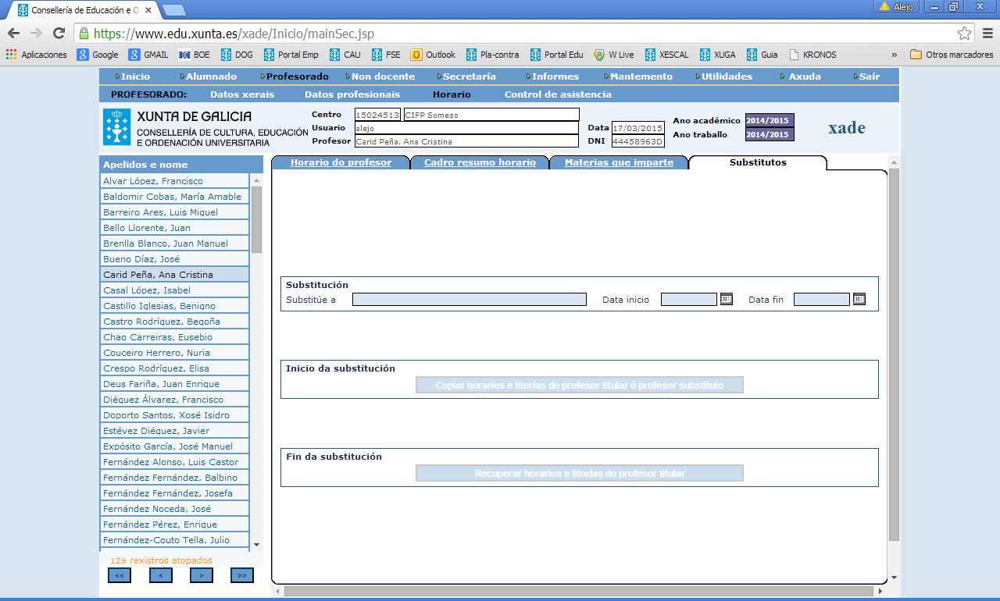 Consellería de Educación e O
Alejo
https://www.edu.xunta.es/xade/Inicio/mainSec.jsp
Aplicaciones Google GMAIL BOE DOG Portal Emp CAU FSE Outlook Pla-contra Portal Edu W Live XESCAL XUGA Guia KRONOS » Otros marcadores
Inicio Alumnado Profesorado Non docente Secretaría Informes Mantemento Utilidades Axuda Saír
PROFESORADO: Datos xerais Datos profesionais Horario Control de asistencia
XUNTA DE GALICIA
CONSELLERÍA DE CULTURA, EDUCACIÓN
E ORDENACIÓN UNIVERSITARIA
Centro 15024513 CIFP Someso
Usuario alejo
Profesor Carid Peña, Ana Cristina
Data 17/03/2015
DNI 44458963D
Ano académico 2014/2015
Ano traballo 2014/2015
xade
Apelidos e nome
Alvar López, Francisco
Baldomir Cobas, María Amable
Barreiro Ares, Luis Miguel
Bello Llorente, Juan
Brenlla Blanco, Juan Manuel
Bueno Díaz, José
Carid Peña, Ana Cristina
Casal López, Isabel
Castillo Iglesias, Benigno
Castro Rodríguez, Begoña
Chao Carreiras, Eusebio
Couceiro Herrero, Nuria
Crespo Rodríguez, Elisa
Deus Fariña, Juan Enrique
Diéguez Álvarez, Francisco
Doporto Santos, Xosé Isidro
Estévez Diéguez, Javier
Expósito García, José Manuel
Fernández Alonso, Luis Castor
Fernández Fernández, Balbino
Fernández Fernández, Josefa
Fernández Noceda, José
Fernández Pérez, Enrique
Fernández-Couto Tella, Julio
129 rexistros atopados
<< < > >>
Horario do profesor Cadro resumo horario Materias que imparte Substitutos
Substitución
Substitúe a Data inicio Data fin
Inicio da substitución
Copiar horarios e titorías do profesor titular ó profesor substituto
Fin da substitución
Recuperar horarios e titorías do profesor titular